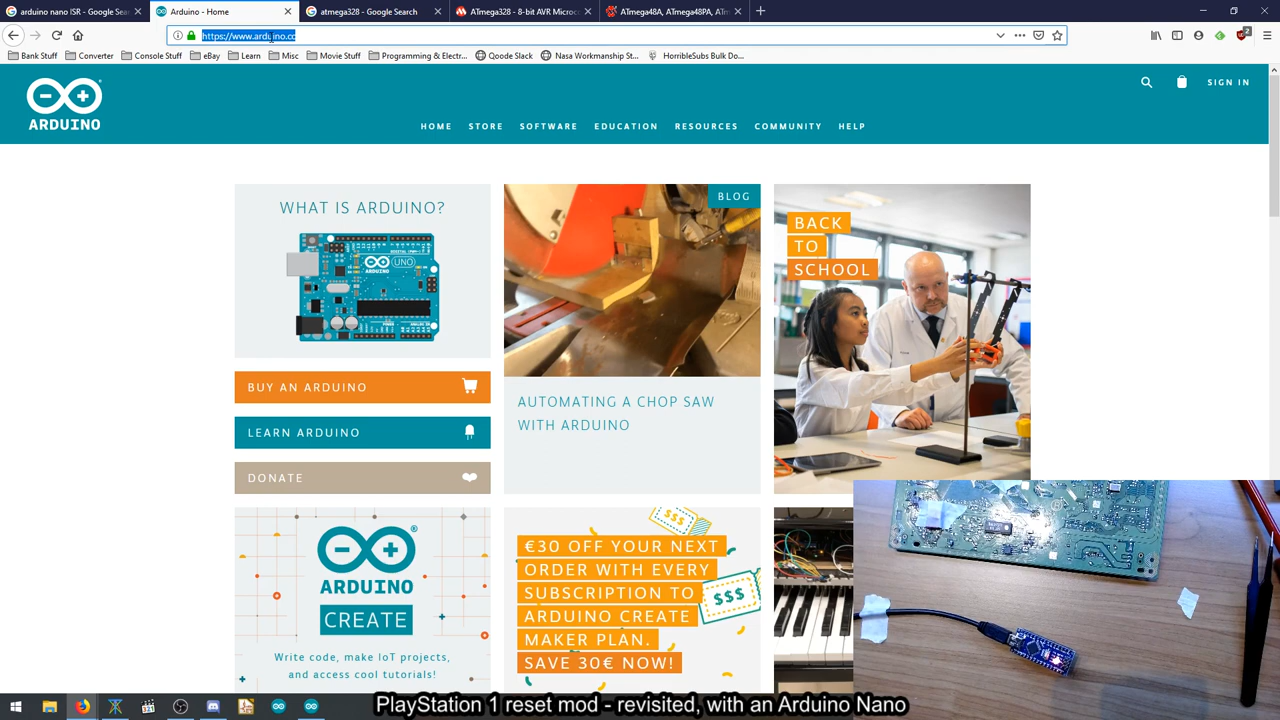 arduino nano ISR - Google Sea
Arduino - Home
atmega328 - Google Search
ATmega328 - 8-bit AVR Microc
ATmega48A, ATmega48PA, ATM
https://www.arduino.cc
2
Bank Stuff
Converter
Console Stuff
eBay
Learn
Misc
Movie Stuff
Programming & Electr...
Qoode Slack
Nasa Workmanship St...
HorribleSubs Bulk Do...
ARDUINO
SIGN IN
HOME
STORE
SOFTWARE
EDUCATION
RESOURCES
COMMUNITY
HELP
WHAT IS ARDUINO?
UNO
BUY AN ARDUINO
LEARN ARDUINO
DONATE
BLOG
AUTOMATING A CHOP SAW
WITH ARDUINO
BACK
TO
SCHOOL
ARDUINO
CREATE
Write code, make IoT projects,
and access cool tutorials!
$$$
€30 OFF YOUR NEXT
ORDER WITH EVERY
SUBSCRIPTION TO
ARDUINO CREATE
MAKER PLAN.
SAVE 30€ NOW!
$$$
PlayStation 1 reset mod - revisited, with an Arduino Nano